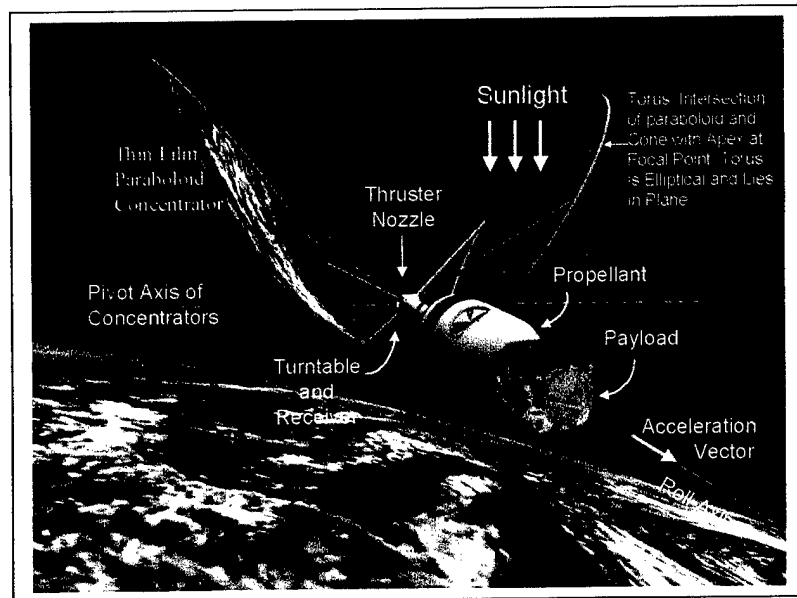 Sunlight
Torus: Intersection
of paraboloid and
Cone with Apex at
Focal Point. Torus
is Elliptical and Lies
in Plane
Thin Film
Paraboloid
Concentrator
Thruster
Nozzle
Propellant
Pivot Axis of
Concentrators
Payload
Turntable
and
Receiver
Acceleration
Vector
Roll Axis